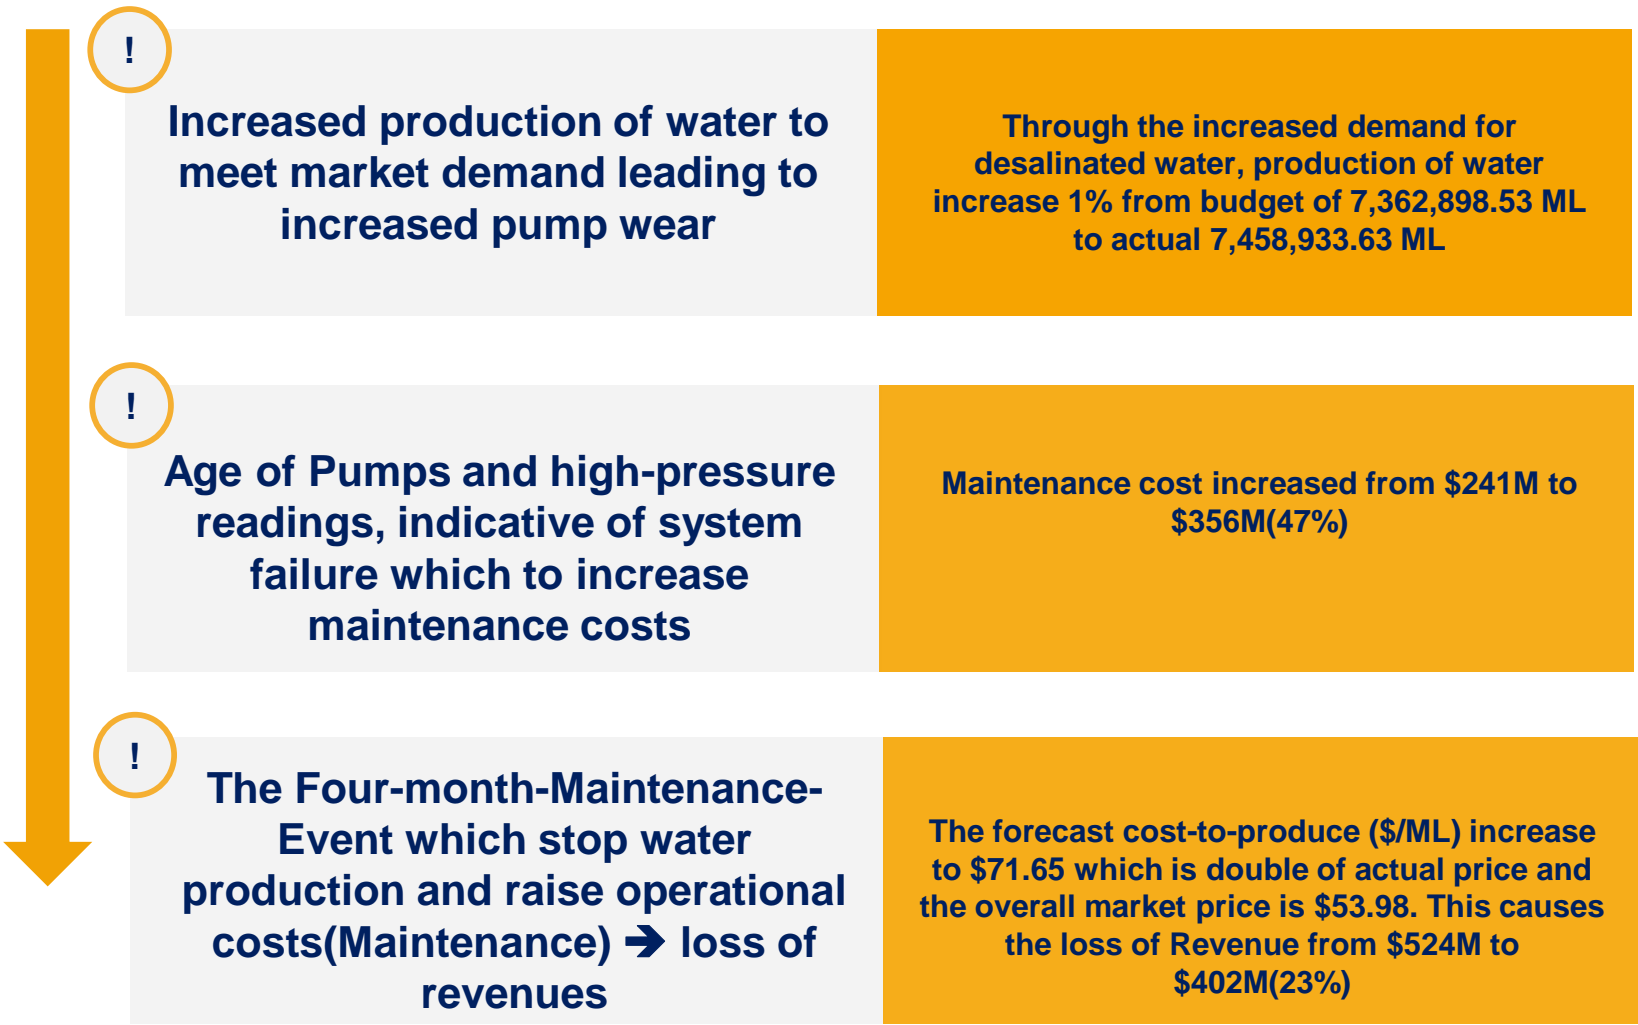 !
Increased production of water to
meet market demand leading to
increased pump wear
Through the increased demand for
desalinated water, production of water
increase 1% from budget of 7,362,898.53 ML
to actual 7,458,933.63 ML
!
Age of Pumps and high-pressure
readings, indicative of system
failure which to increase
maintenance costs
Maintenance cost increased from $241M to
$356M(47%)
!
The Four-month-Maintenance-
Event which stop water
production and raise operational
costs(Maintenance) ➔ loss of
revenues
The forecast cost-to-produce ($/ML) increase
to $71.65 which is double of actual price and
the overall market price is $53.98. This causes
the loss of Revenue from $524M to
$402M(23%)